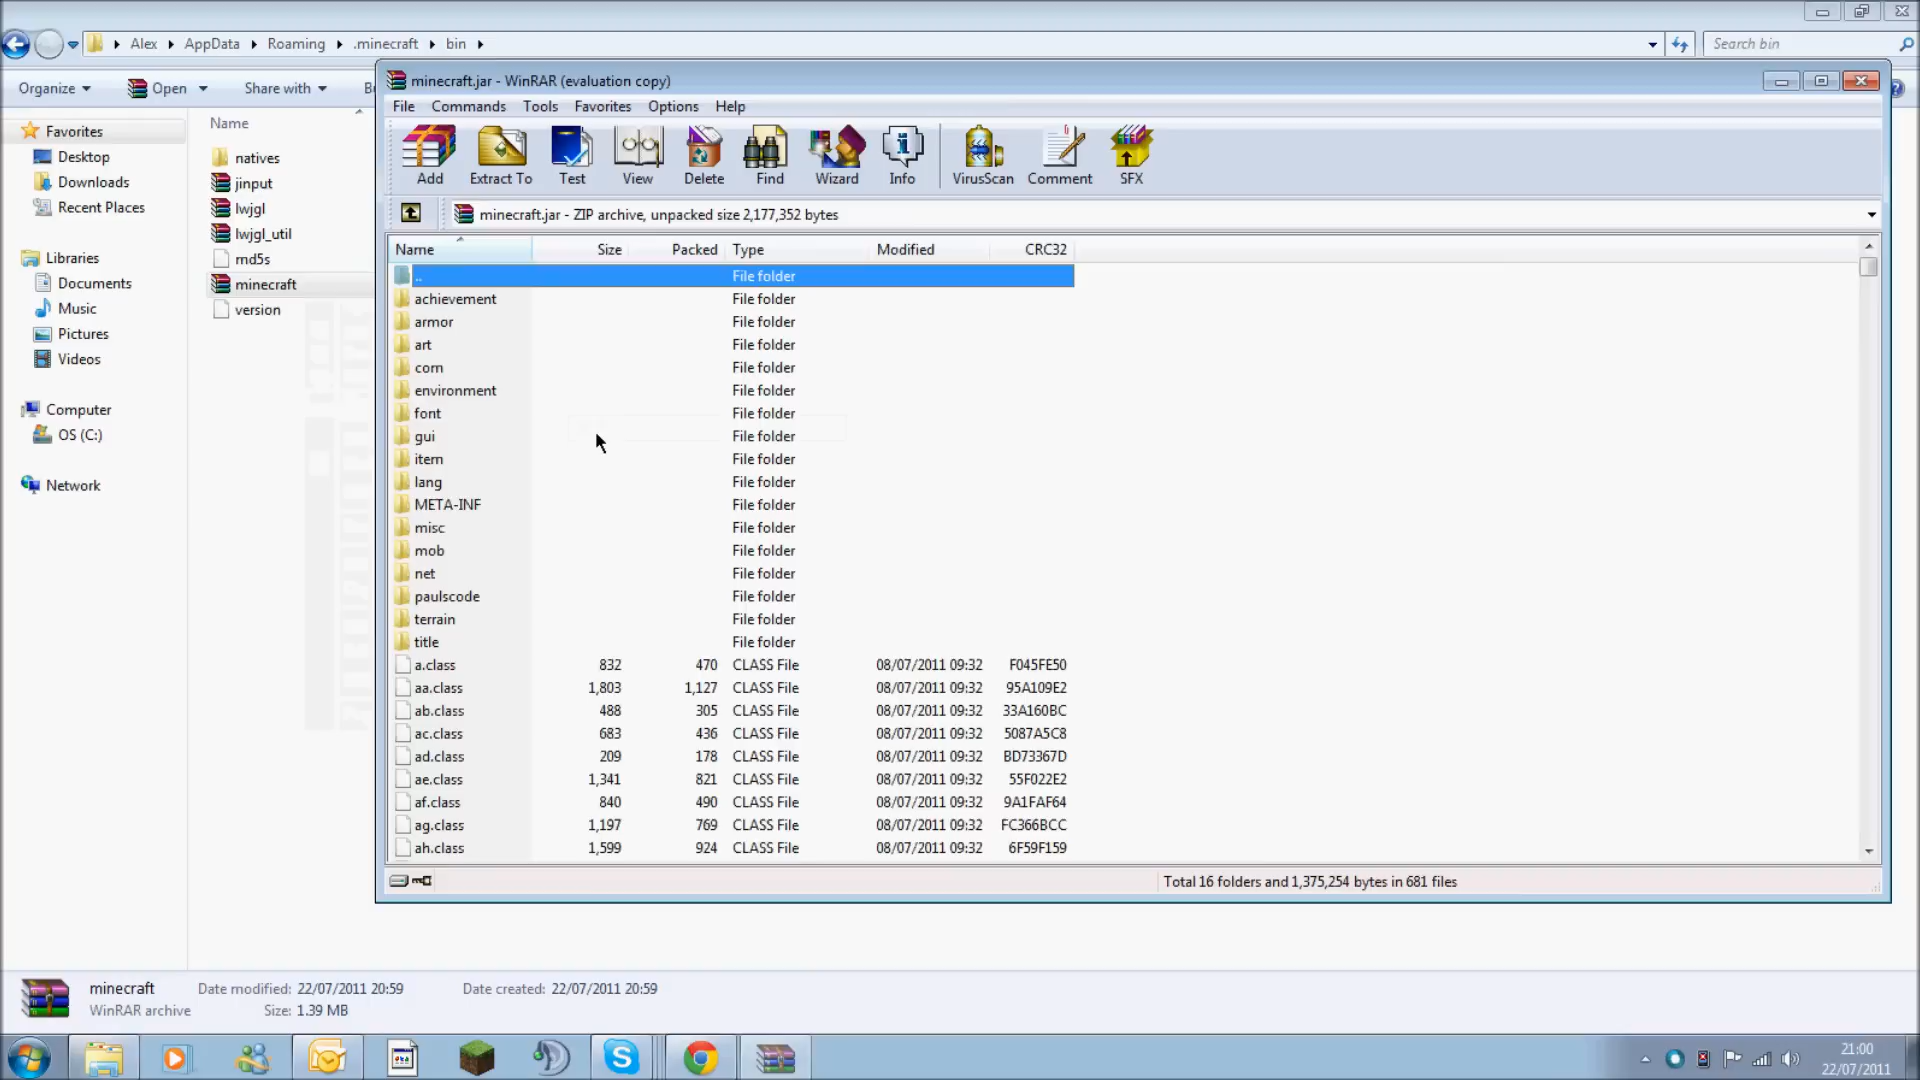 Alex AppData Roaming .minecraft bin
Search bin
Organize Open Share with
minecraft.jar - WinRAR (evaluation copy)
File Commands Tools Favorites Options Help
Add Extract To Test View Delete Find Wizard Info VirusScan Comment SFX
minecraft.jar - ZIP archive, unpacked size 2,177,352 bytes
Favorites
Desktop
Downloads
Recent Places
Libraries
Documents
Music
Pictures
Videos
Computer
OS (C:)
Network
Name
natives
jinput
lwjgl
lwjgl_util
md5s
minecraft
version
Name Size Packed Type Modified CRC32
.. File folder
achievement File folder
armor File folder
art File folder
com File folder
environment File folder
font File folder
gui File folder
item File folder
lang File folder
META-INF File folder
misc File folder
mob File folder
net File folder
paulscode File folder
terrain File folder
title File folder
a.class 832 470 CLASS File 08/07/2011 09:32 F045FE50
aa.class 1,803 1,127 CLASS File 08/07/2011 09:32 95A109E2
ab.class 488 305 CLASS File 08/07/2011 09:32 33A160BC
ac.class 683 436 CLASS File 08/07/2011 09:32 5087A5C8
ad.class 209 178 CLASS File 08/07/2011 09:32 BD73367D
ae.class 1,341 821 CLASS File 08/07/2011 09:32 55F022E2
af.class 840 490 CLASS File 08/07/2011 09:32 9A1FAF64
ag.class 1,197 769 CLASS File 08/07/2011 09:32 FC366BCC
ah.class 1,599 924 CLASS File 08/07/2011 09:32 6F59F159
Total 16 folders and 1,375,254 bytes in 681 files
minecraft Date modified: 22/07/2011 20:59 Date created: 22/07/2011 20:59
WinRAR archive Size: 1.39 MB
21:00
22/07/2011